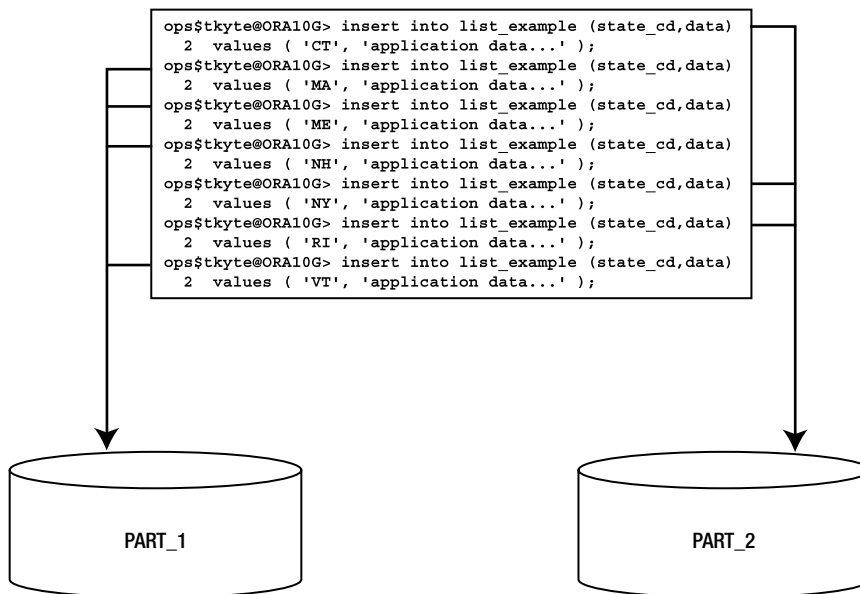 ops$tkyte@ORA10G> insert into list_example (state_cd,data)
2 values ( 'CT', 'application data...' );
ops$tkyte@ORA10G> insert into list_example (state_cd,data)
2 values ( 'MA', 'application data...' );
ops$tkyte@ORA10G> insert into list_example (state_cd,data)
2 values ( 'ME', 'application data...' );
ops$tkyte@ORA10G> insert into list_example (state_cd,data)
2 values ( 'NH', 'application data...' );
ops$tkyte@ORA10G> insert into list_example (state_cd,data)
2 values ( 'NY', 'application data...' );
ops$tkyte@ORA10G> insert into list_example (state_cd,data)
2 values ( 'RI', 'application data...' );
ops$tkyte@ORA10G> insert into list_example (state_cd,data)
2 values ( 'VT', 'application data...' );
PART_1
PART_2